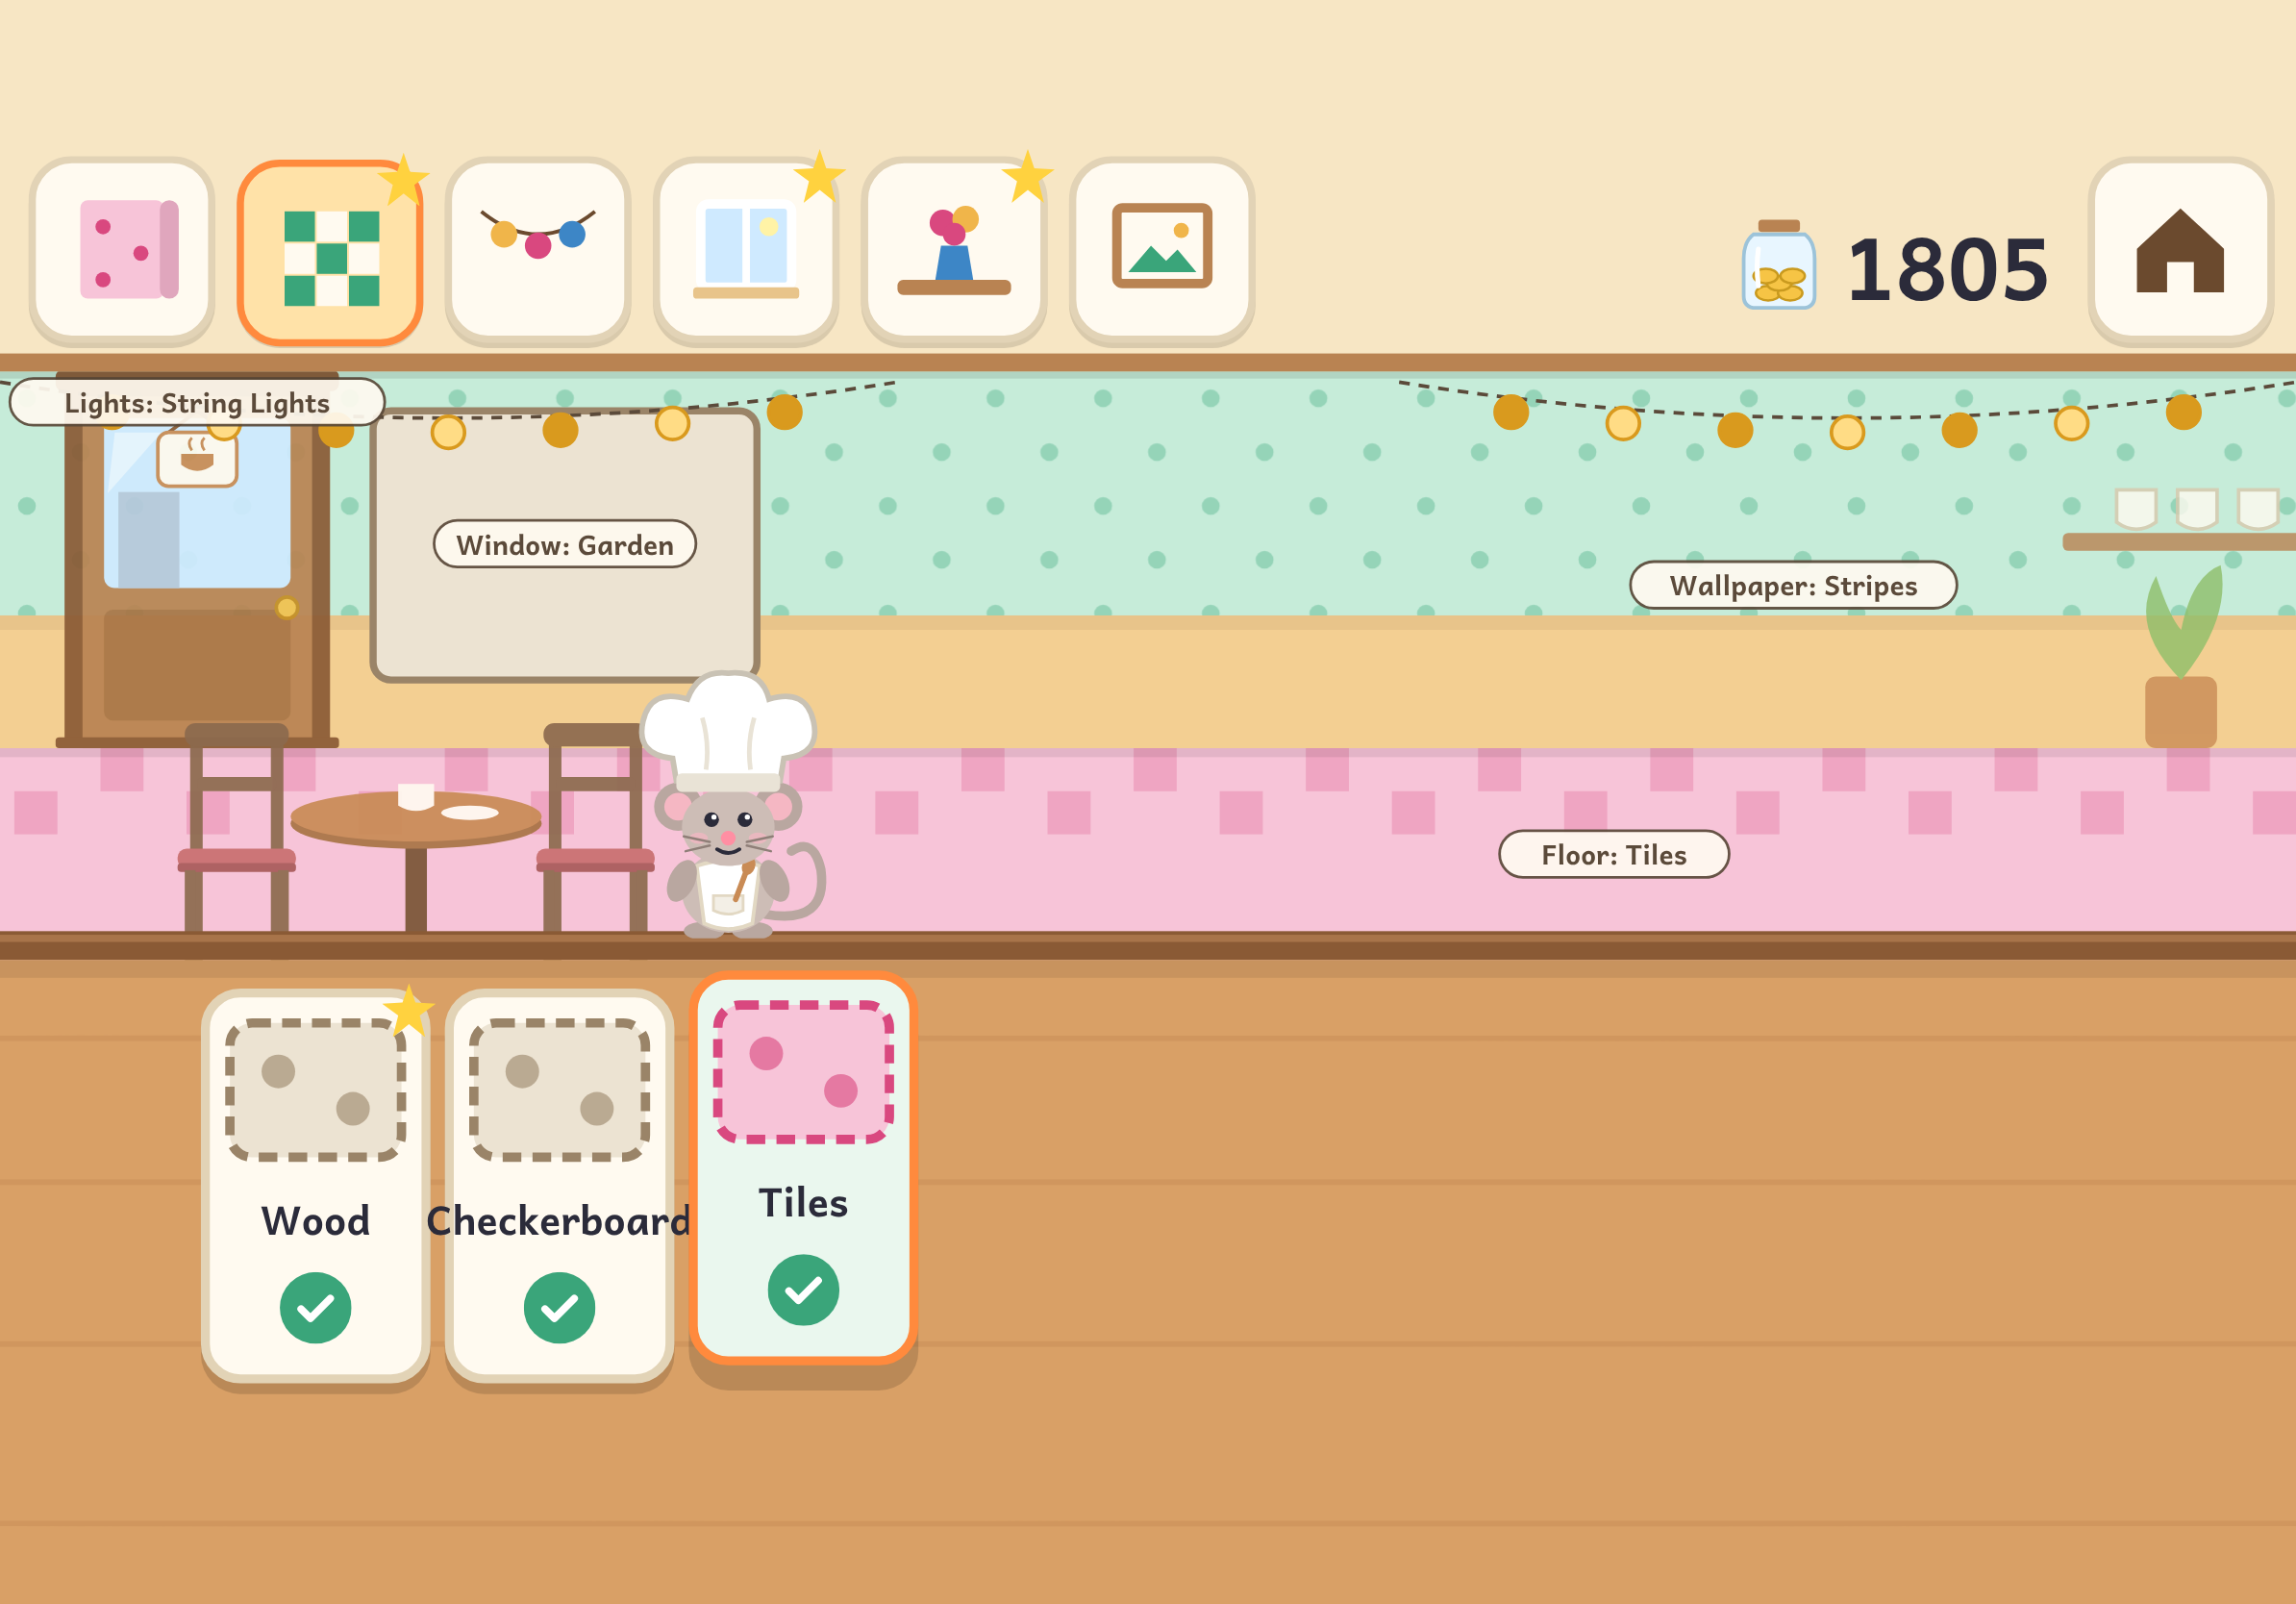 1805
Lights: String Lights
Window: Garden
Wallpaper: Stripes
Floor: Tiles
Wood
Checkerboard
Tiles